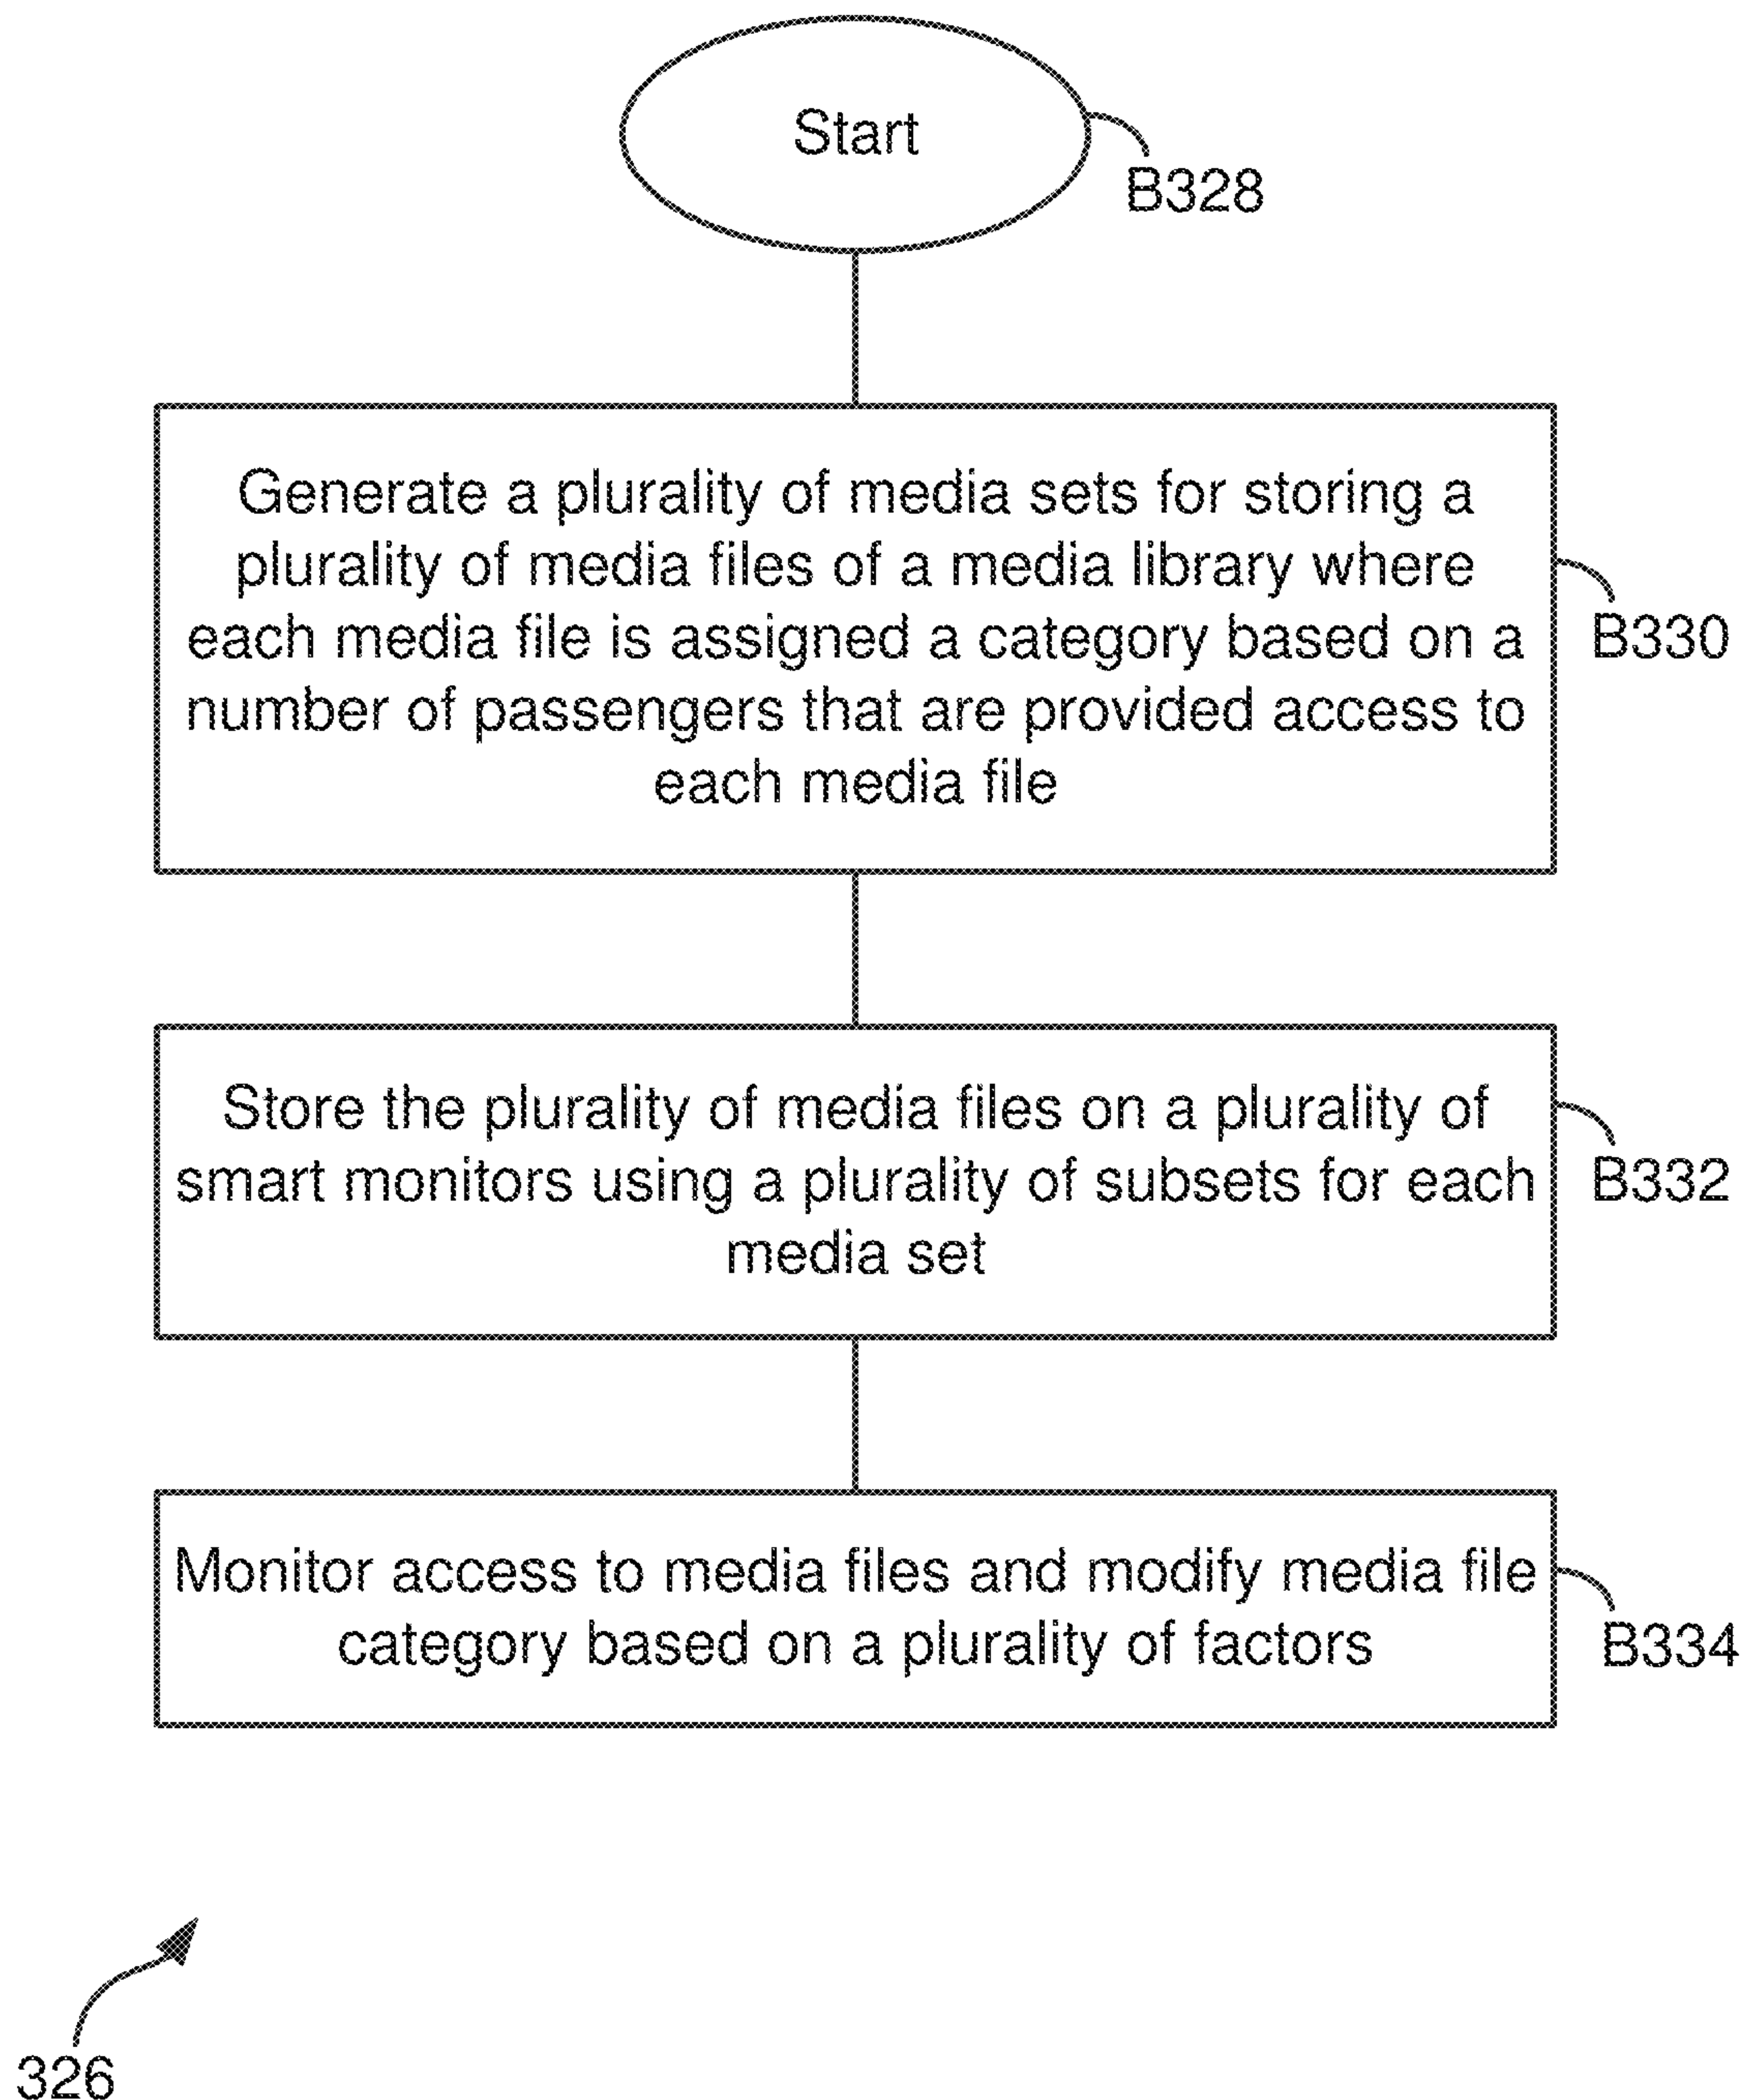 Start
B328
Generate a plurality of media sets for storing a
plurality of media files of a media library where
each media file is assigned a category based on a
number of passengers that are provided access to
each media file
B330
Store the plurality of media files on a plurality of
smart monitors using a plurality of subsets for each
media set
B332
Monitor access to media files and modify media file
category based on a plurality of factors
B334
326